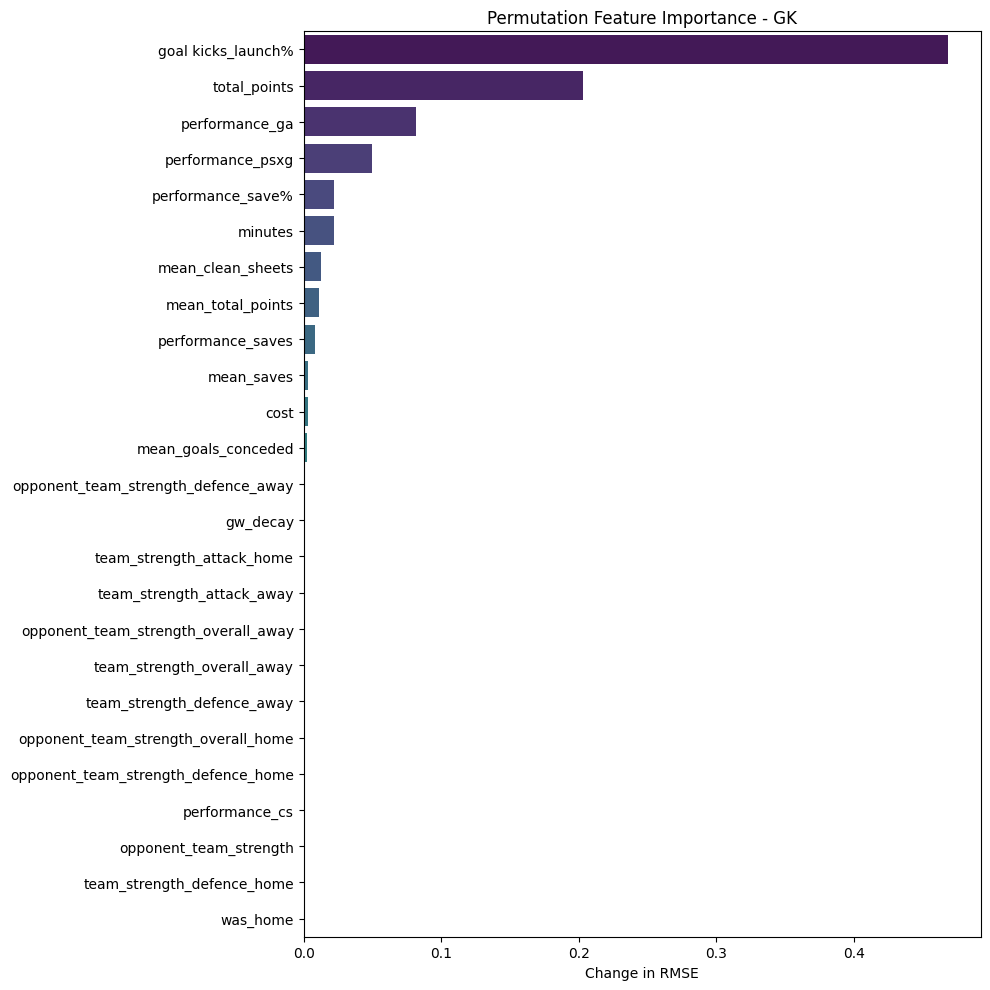 Permutation Feature Importance - GK
goal kicks_launch%
total_points
performance_ga
performance_psxg
performance_save%
minutes
mean_clean_sheets
mean_total_points
performance_saves
mean_saves
cost
mean_goals_conceded
opponent_team_strength_defence_away
gw_decay
team_strength_attack_home
team_strength_attack_away
opponent_team_strength_overall_away
team_strength_overall_away
team_strength_defence_away
opponent_team_strength_overall_home
opponent_team_strength_defence_home
performance_cs
opponent_team_strength
team_strength_defence_home
was_home
0.0 0.1 0.2 0.3 0.4
Change in RMSE